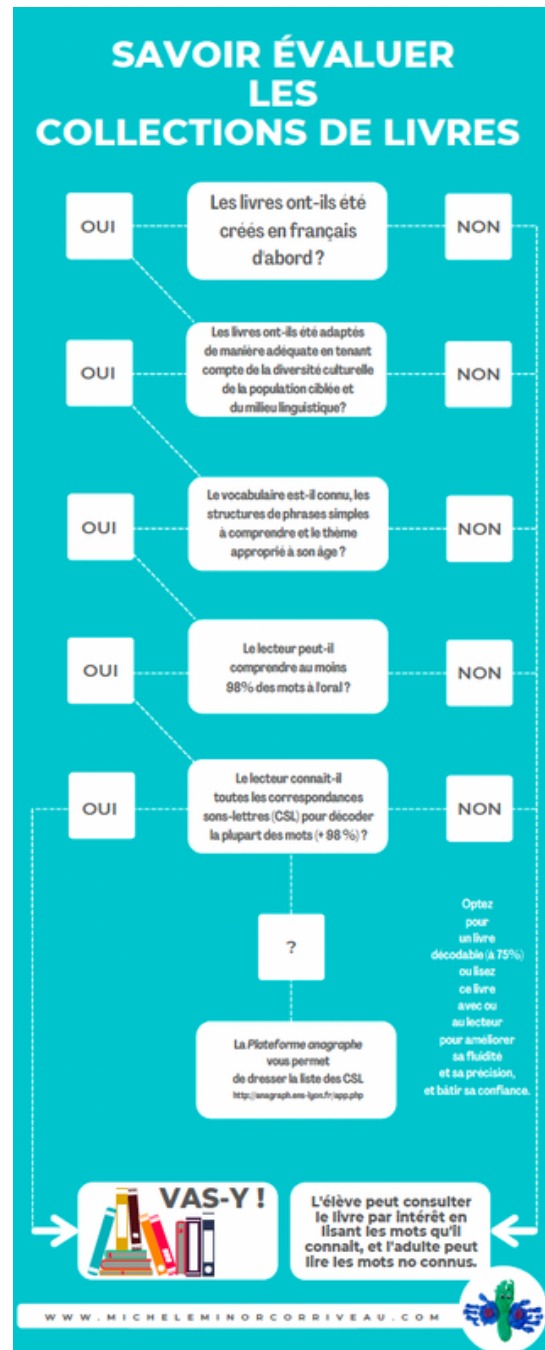 SAVOIR ÉVALUER
LES
COLLECTIONS DE LIVRES
OUI
Les livres ont-ils été
créés en français
d'abord ?
NON
OUI
Les livres ont-ils été adaptés
de manière adéquate en tenant
compte de la diversité culturelle
de la population ciblée et
du milieu linguistique?
NON
OUI
Le vocabulaire est-il connu, les
structures de phrases simples
à comprendre et le thème
approprié à son âge ?
NON
OUI
Le lecteur peut-il
comprendre au moins
98% des mots à l'oral ?
NON
OUI
Le lecteur connaît-il
toutes les correspondances
sons-lettres (CSL) pour décoder
la plupart des mots (+ 98 %) ?
NON
?
La Plateforme anagraphe
vous permet
de dresser la liste des CSL
http://anagraph.ens-lyon.fr/app.php
Optez
pour
un livre
décodable (à 75%)
ou lisez
ce livre
avec ou
au lecteur
pour améliorer
sa fluidité
et sa précision,
et bâtir sa confiance.
VAS-Y !
L'élève peut consulter
le livre par intérêt en
lisant les mots qu'il
connaît, et l'adulte peut
lire les mots no connus.
WWW.MICHELEMINORCORRIVEAU.COM